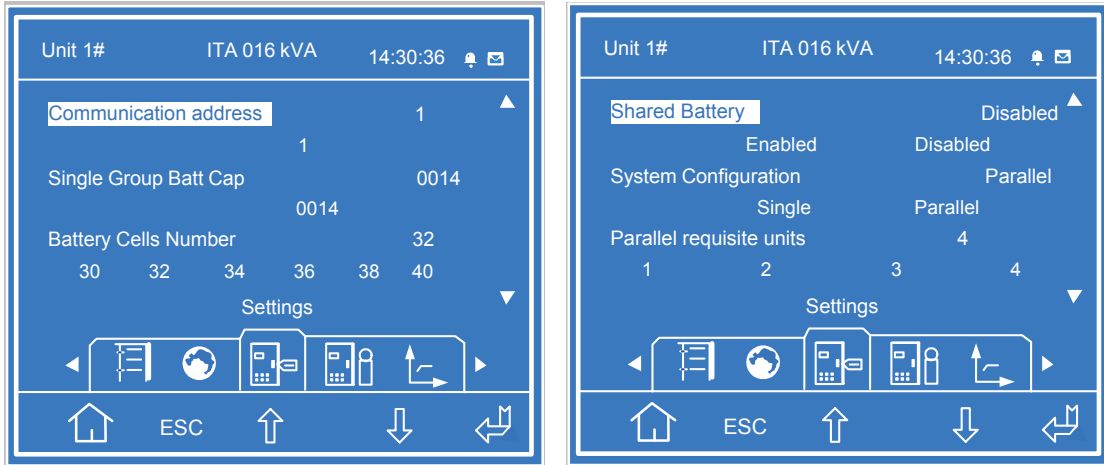 Unit 1# ITA 016 kVA 14:30:36
Communication address 1
1
Single Group Batt Cap 0014
0014
Battery Cells Number 32
30 32 34 36 38 40
Settings
ESC
Unit 1# ITA 016 kVA 14:30:36
Shared Battery Disabled
Enabled Disabled
System Configuration Parallel
Single Parallel
Parallel requisite units 4
1 2 3 4
Settings
ESC